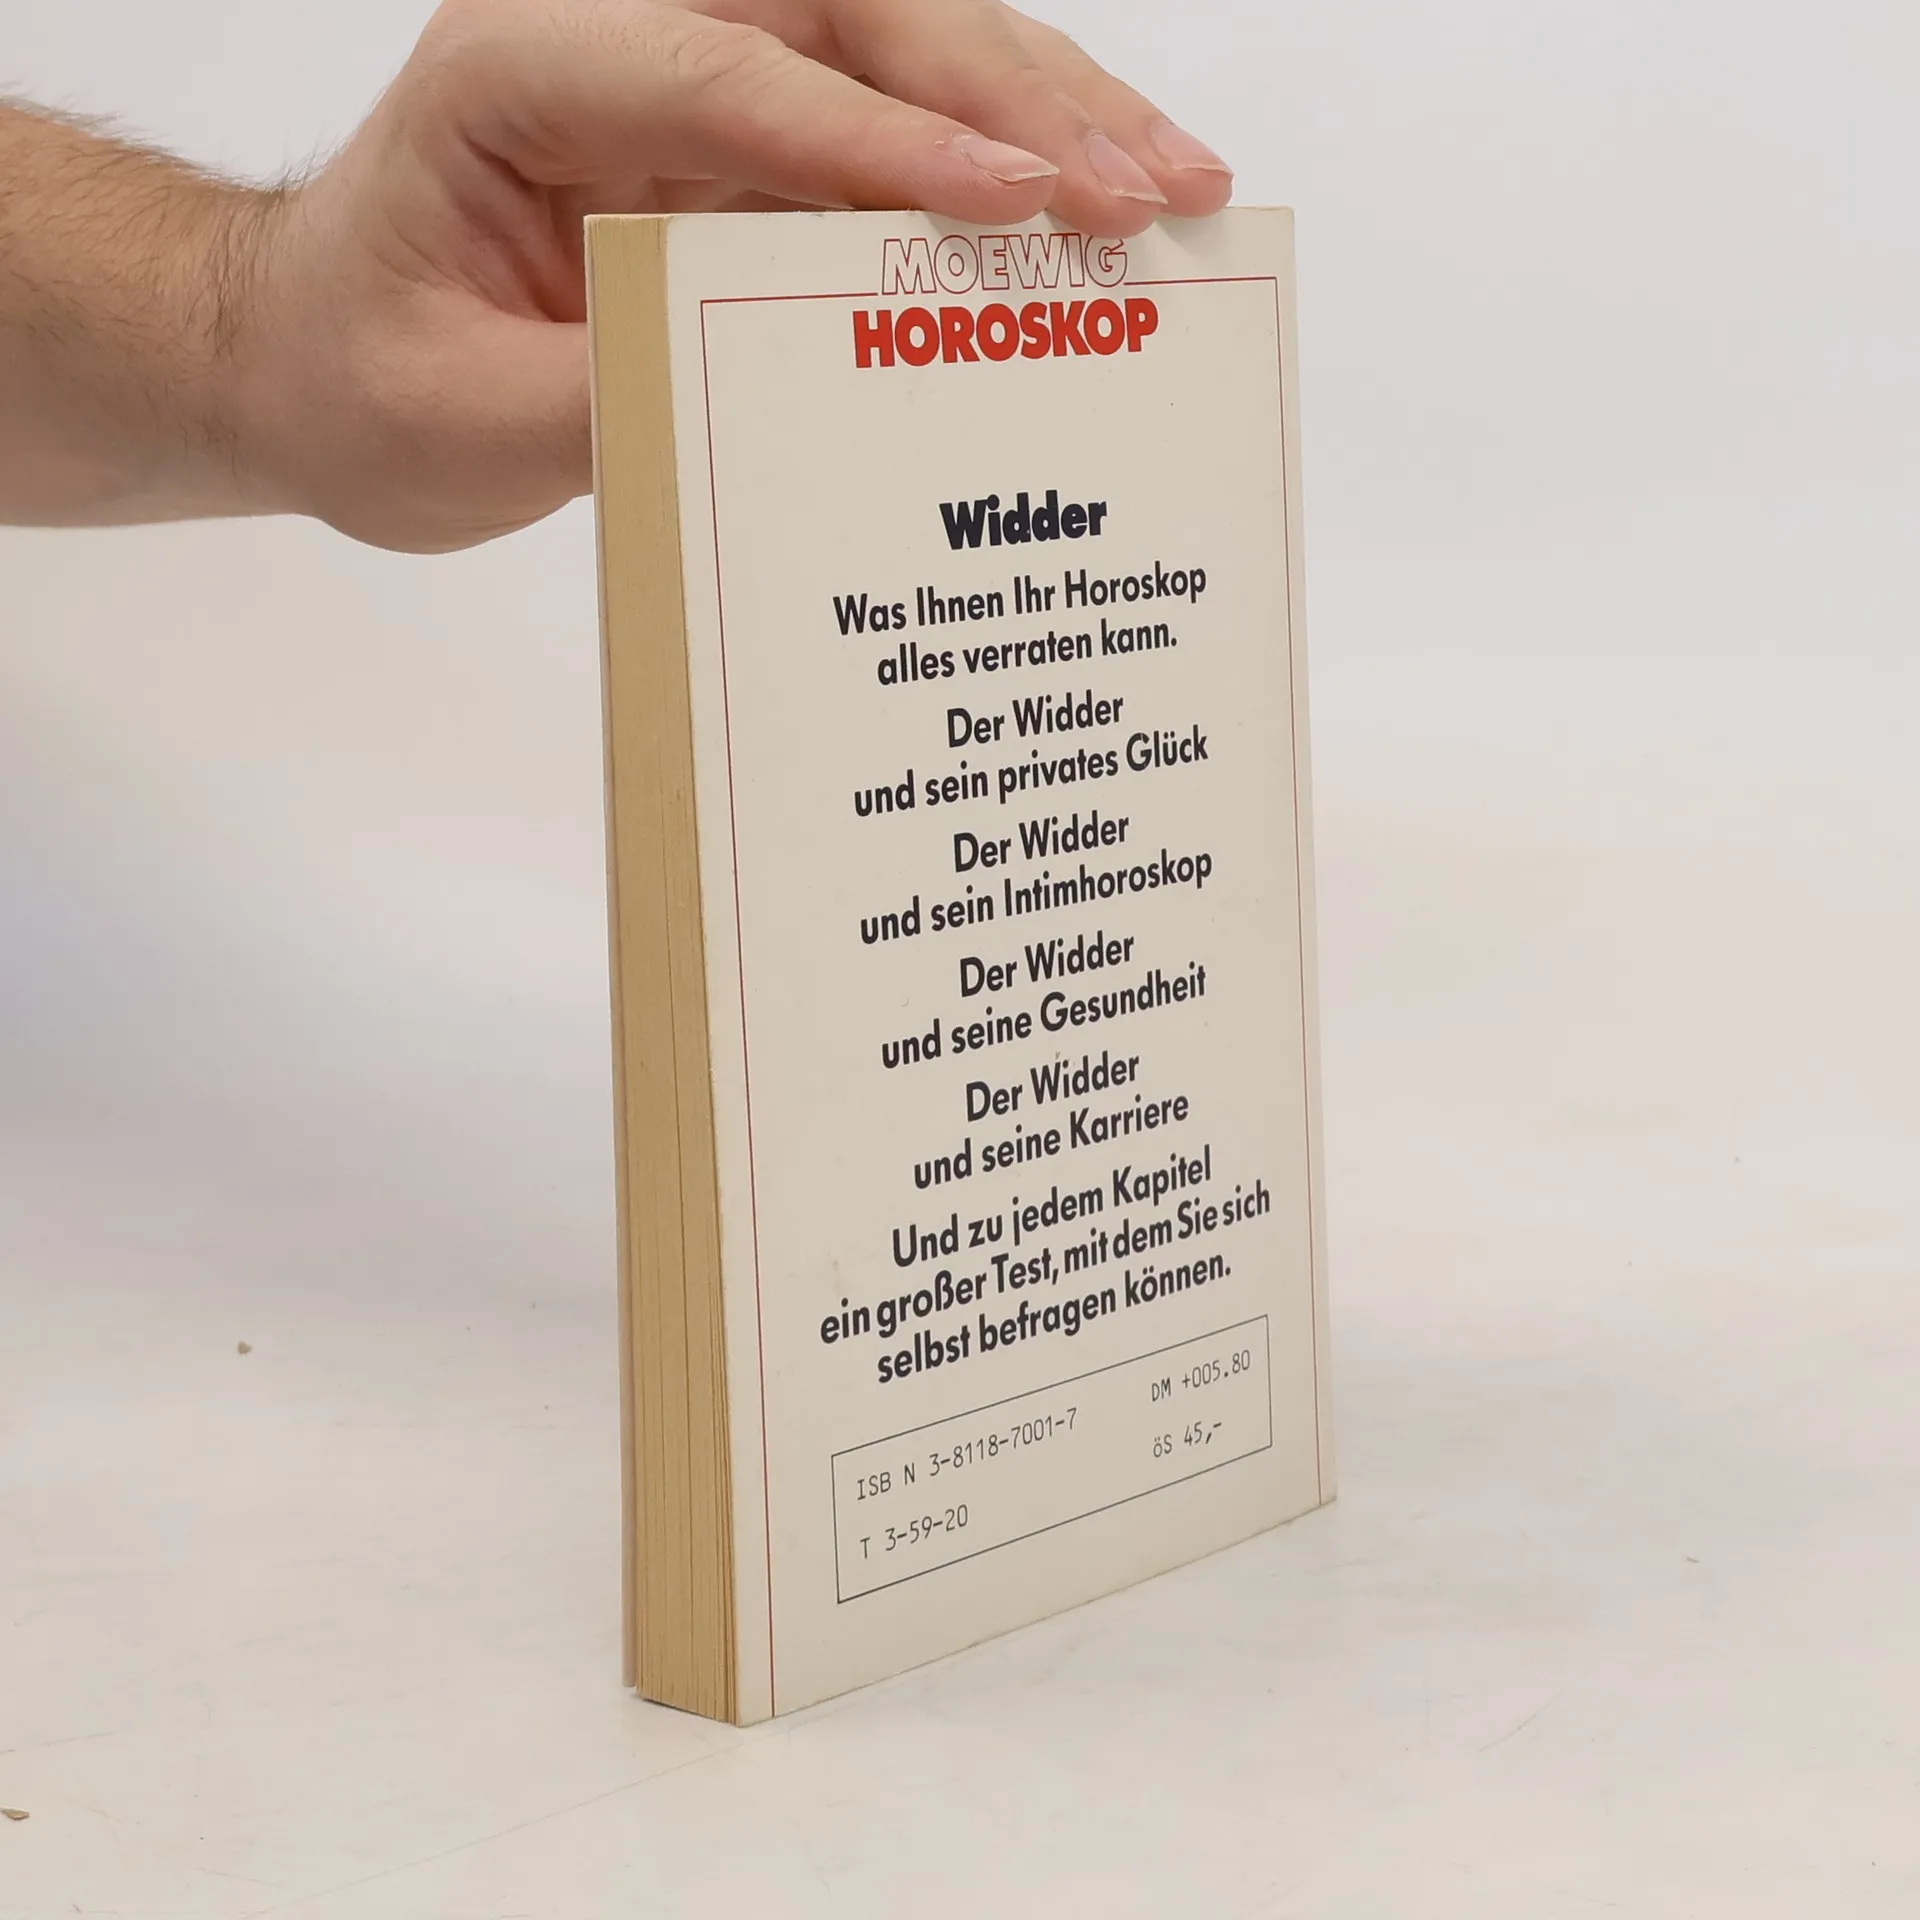 MOEWIG
HOROSKOP
Widder
Was Ihnen Ihr Horoskop
alles verraten kann.
Der Widder
und sein privates Glück
Der Widder
und sein Intimhoroskop
Der Widder
und seine Gesundheit
Der Widder
und seine Karriere
Und zu jedem Kapitel
ein großer Test, mit dem Sie sich
selbst befragen können.
ISB N 3-8118-7001-7 DM +005.80
öS 45,-
T 3-59-20